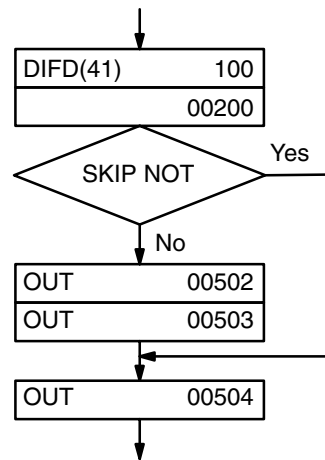 DIFD(41) 100
00200
SKIP NOT
Yes
No
OUT 00502
OUT 00503
OUT 00504